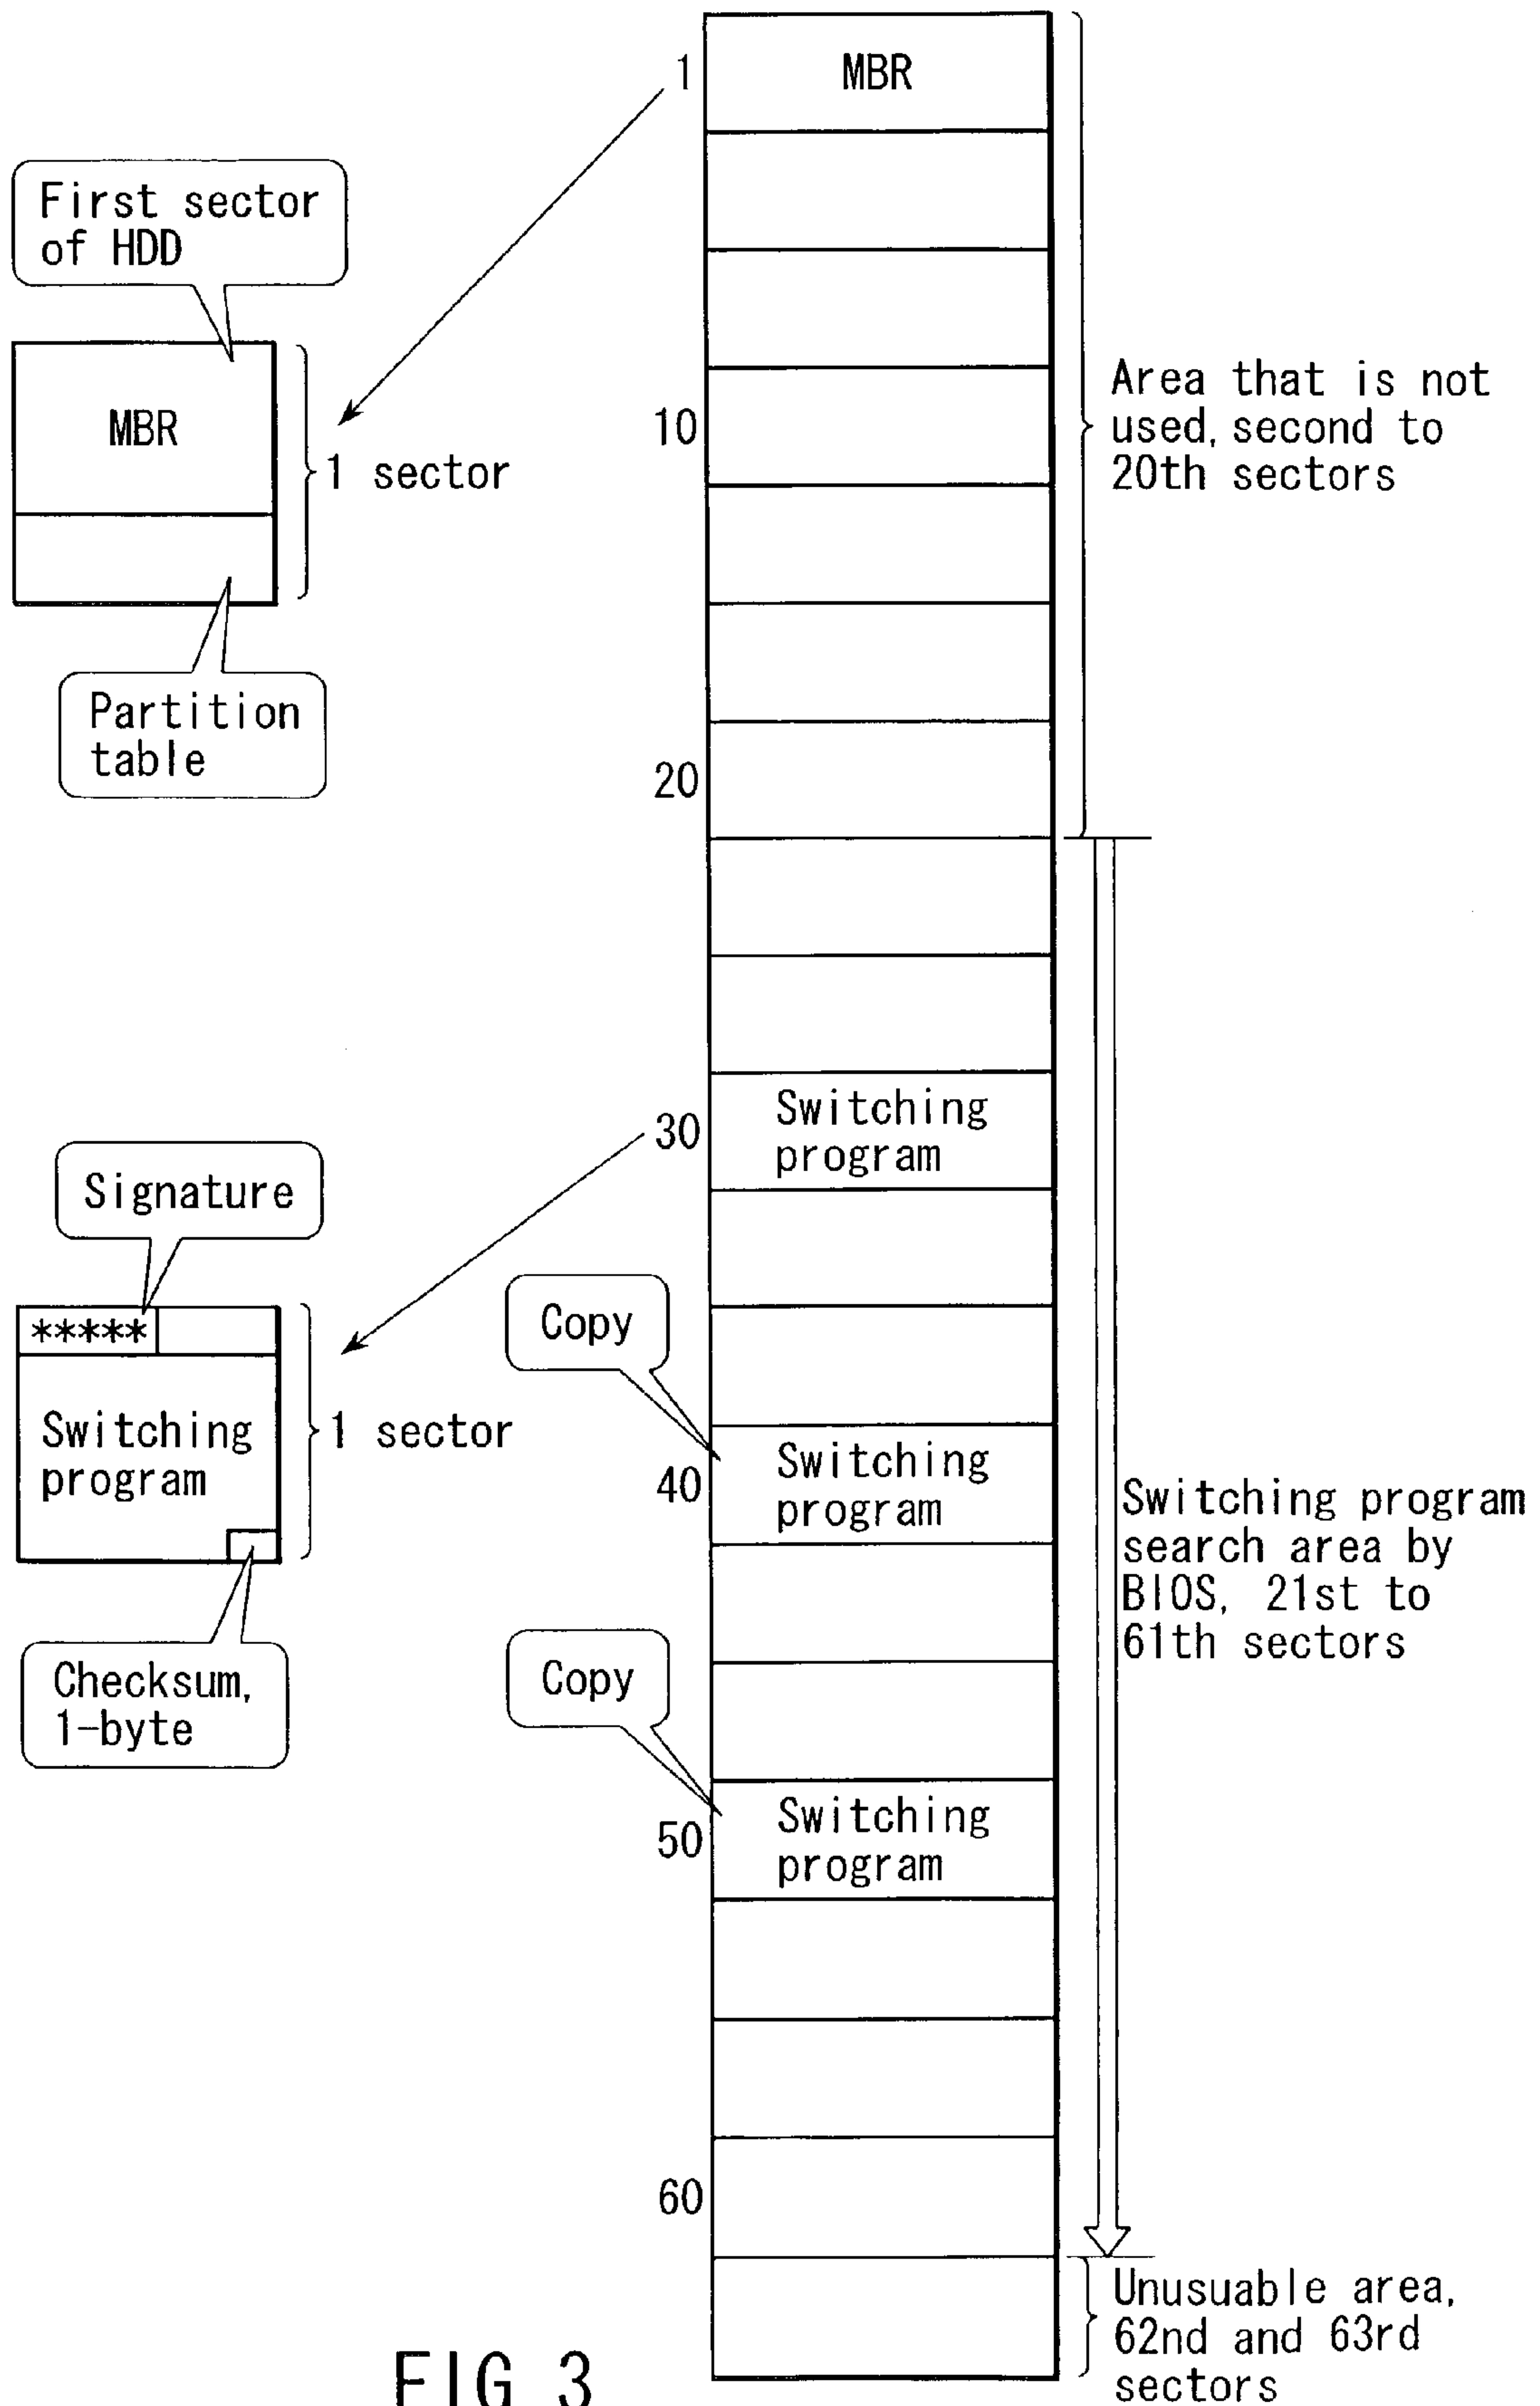 1
MBR
First sector
of HDD
MBR
1 sector
Partition
table
10
Area that is not
used, second to
20th sectors
20
30
Switching
program
Signature
*****
Switching
program
1 sector
Checksum,
1-byte
Copy
40
Switching
program
Switching program
search area by
BIOS, 21st to
61th sectors
Copy
50
Switching
program
60
Unusuable area,
62nd and 63rd
sectors
FIG 3